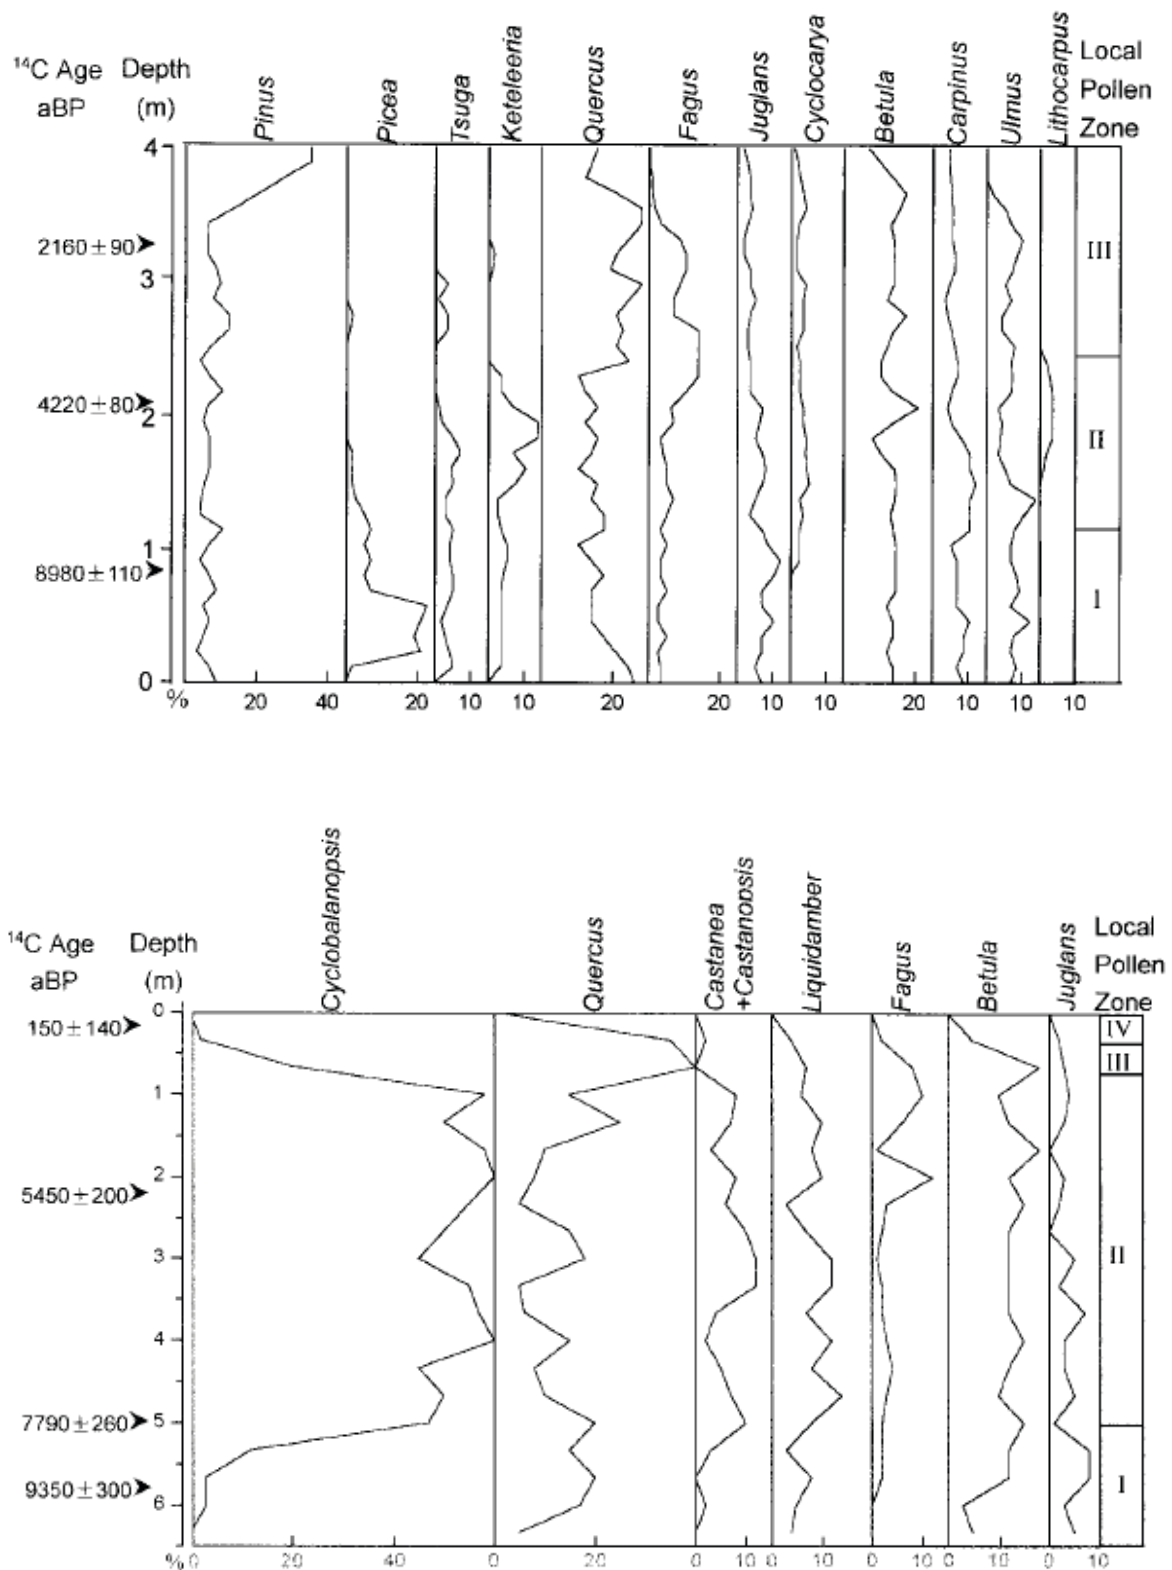 ¹⁴C Age aBP
Depth (m)
Pinus
Picea
Tsuga
Keteleeria
Quercus
Fagus
Juglans
Cyclocarya
Betula
Carpinus
Ulmus
Lithocarpus
Local Pollen Zone
4
2160±90
3
III
4220±80
2
II
1
8980±110
I
0
% 20 40 20 10 10 20 20 10 10 20 10 10 10
¹⁴C Age aBP
Depth (m)
Cyclobalanopsis
Quercus
Castanea +Castanopsis
Liquidamber
Fagus
Betula
Juglans
Local Pollen Zone
0
150±140
IV
III
1
2
5450±200
3
II
4
7790±260
5
9350±300
I
6
% 0 20 40 0 20 0 10 0 10 0 10 0 10 0 10